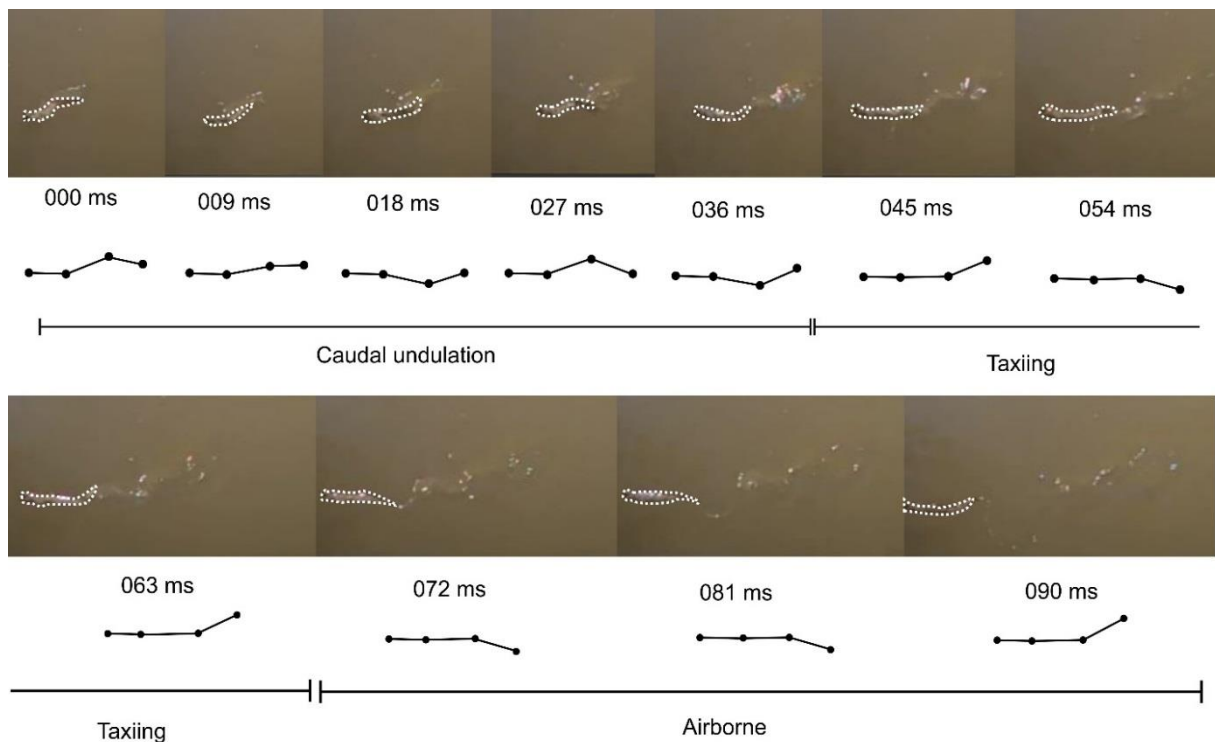 000 ms 009 ms 018 ms 027 ms 036 ms 045 ms 054 ms
Caudal undulation Taxiing
063 ms 072 ms 081 ms 090 ms
Taxiing Airborne